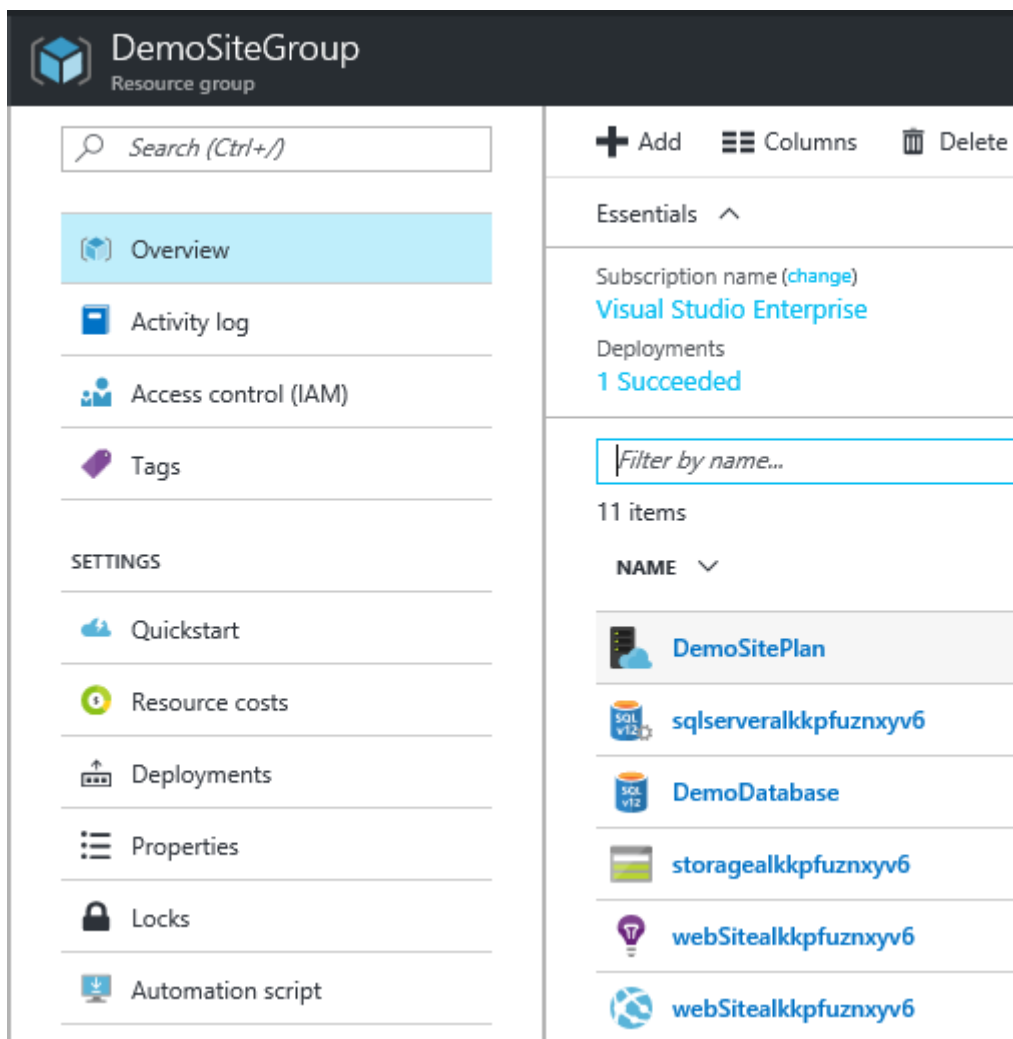 DemoSiteGroup
Resource group
Search (Ctrl+/)
Overview
Activity log
Access control (IAM)
Tags
SETTINGS
Quickstart
Resource costs
Deployments
Properties
Locks
Automation script
Add Columns Delete
Essentials
Subscription name (change)
Visual Studio Enterprise
Deployments
1 Succeeded
Filter by name...
11 items
NAME
DemoSitePlan
SQL
v12
sqlserveralkkpfuznxyv6
SQL
v12
DemoDatabase
storagealkkpfuznxyv6
webSitealkkpfuznxyv6
webSitealkkpfuznxyv6